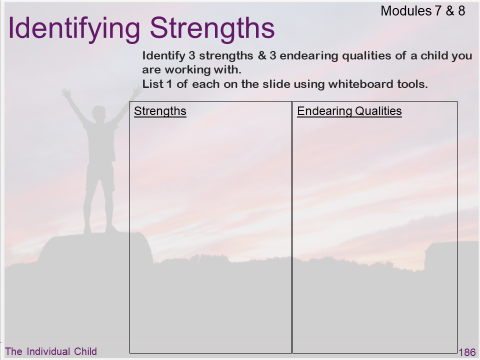 Modules 7 & 8
Identifying Strengths
Identify 3 strengths & 3 endearing qualities of a child you
are working with.
List 1 of each on the slide using whiteboard tools.
Strengths
Endearing Qualities
The Individual Child
186